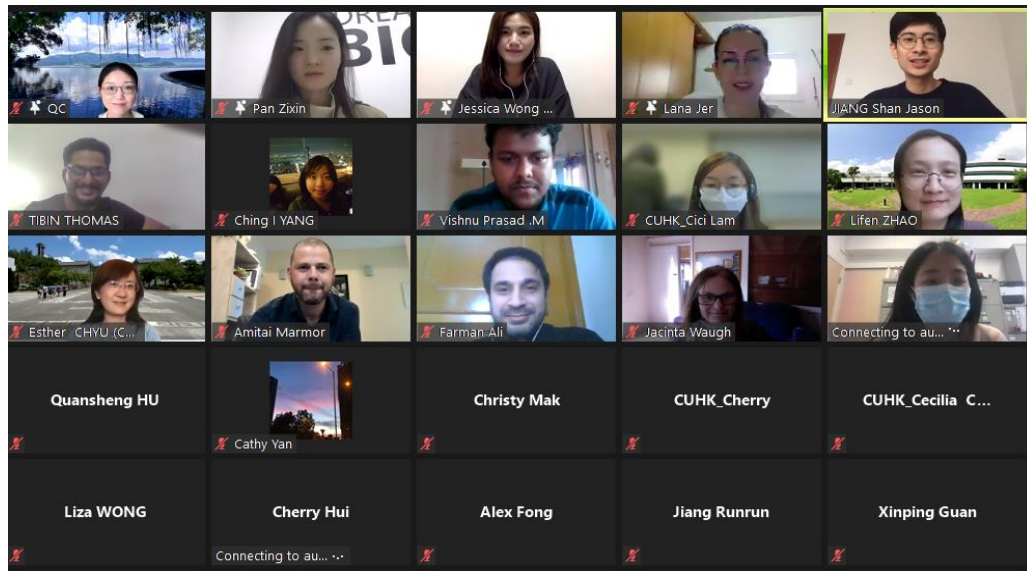 QC
Pan Zixin
Jessica Wong ...
Lana Jer
JIANG Shan Jason
TIBIN THOMAS
Ching I YANG
Vishnu Prasad .M
CUHK_Cici Lam
Lifen ZHAO
Esther CHYU (C...
Amitai Marmor
Farman Ali
Jacinta Waugh
Connecting to au...
Quansheng HU
Cathy Yan
Christy Mak
CUHK_Cherry
CUHK_Cecilia C...
Liza WONG
Cherry Hui
Connecting to au...
Alex Fong
Jiang Runrun
Xinping Guan